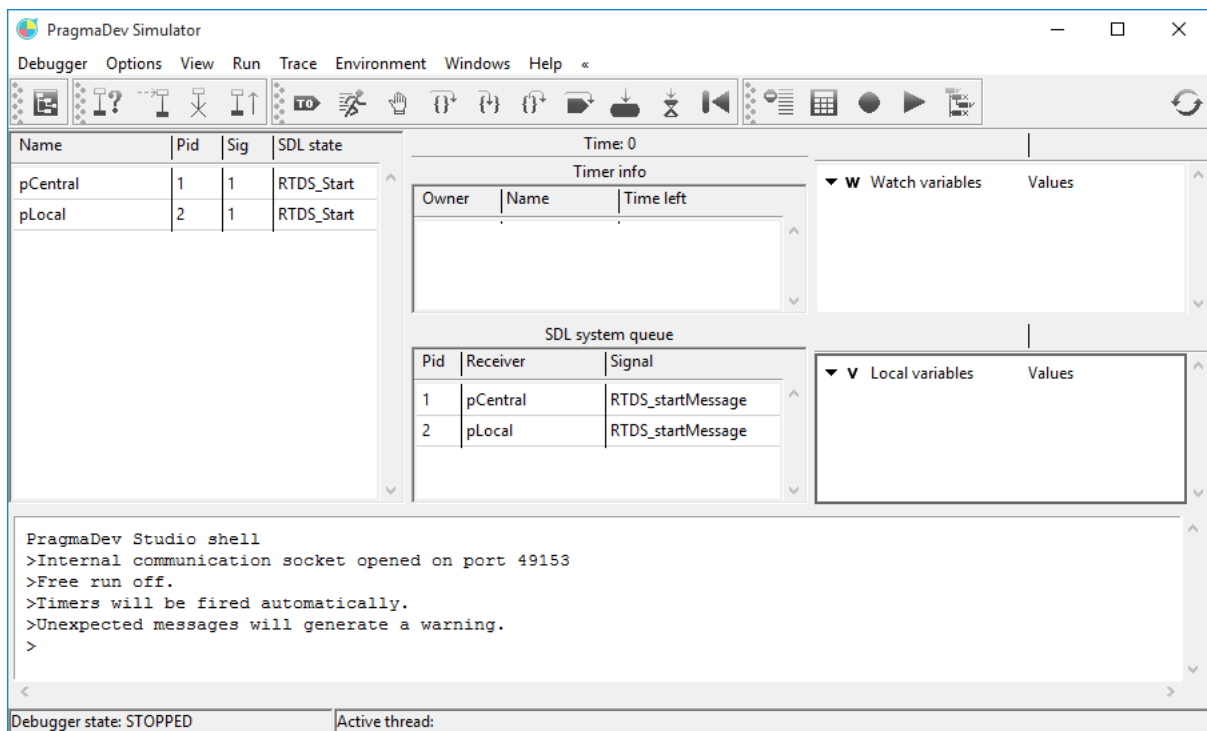 PragmaDev Simulator
Debugger Options View Run Trace Environment Windows Help «
TO
Name Pid Sig SDL state
pCentral 1 1 RTDS_Start
pLocal 2 1 RTDS_Start
Time: 0
Timer info
Owner Name Time left
SDL system queue
Pid Receiver Signal
1 pCentral RTDS_startMessage
2 pLocal RTDS_startMessage
W Watch variables Values
V Local variables Values
PragmaDev Studio shell
>Internal communication socket opened on port 49153
>Free run off.
>Timers will be fired automatically.
>Unexpected messages will generate a warning.
>
Debugger state: STOPPED Active thread: